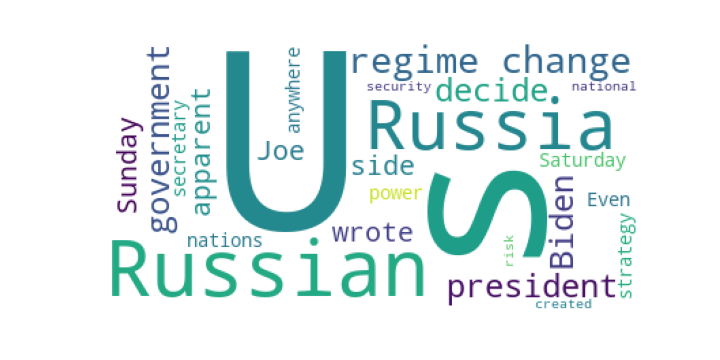 regime change
security
national
decide
Russia
U
anywhere
government
Sunday
secretary
apparent
Joe
side
Saturday
S
power
Even
Biden
strategy
wrote
nations
risk
Russian
president
created